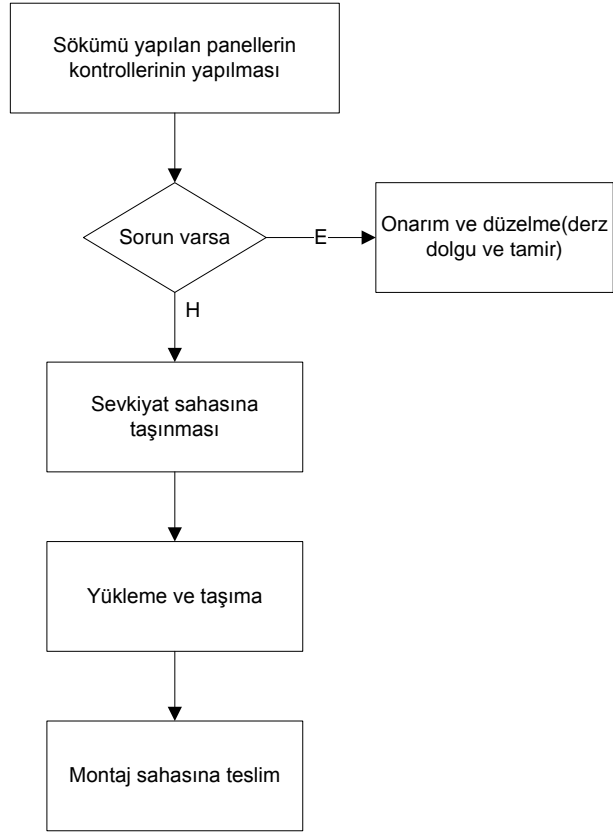 Sökümü yapılan panellerin
kontrollerinin yapılması
Sorun varsa
E
Onarım ve düzelme(derz
dolgu ve tamir)
H
Sevkiyat sahasına
taşınması
Yükleme ve taşıma
Montaj sahasına teslim